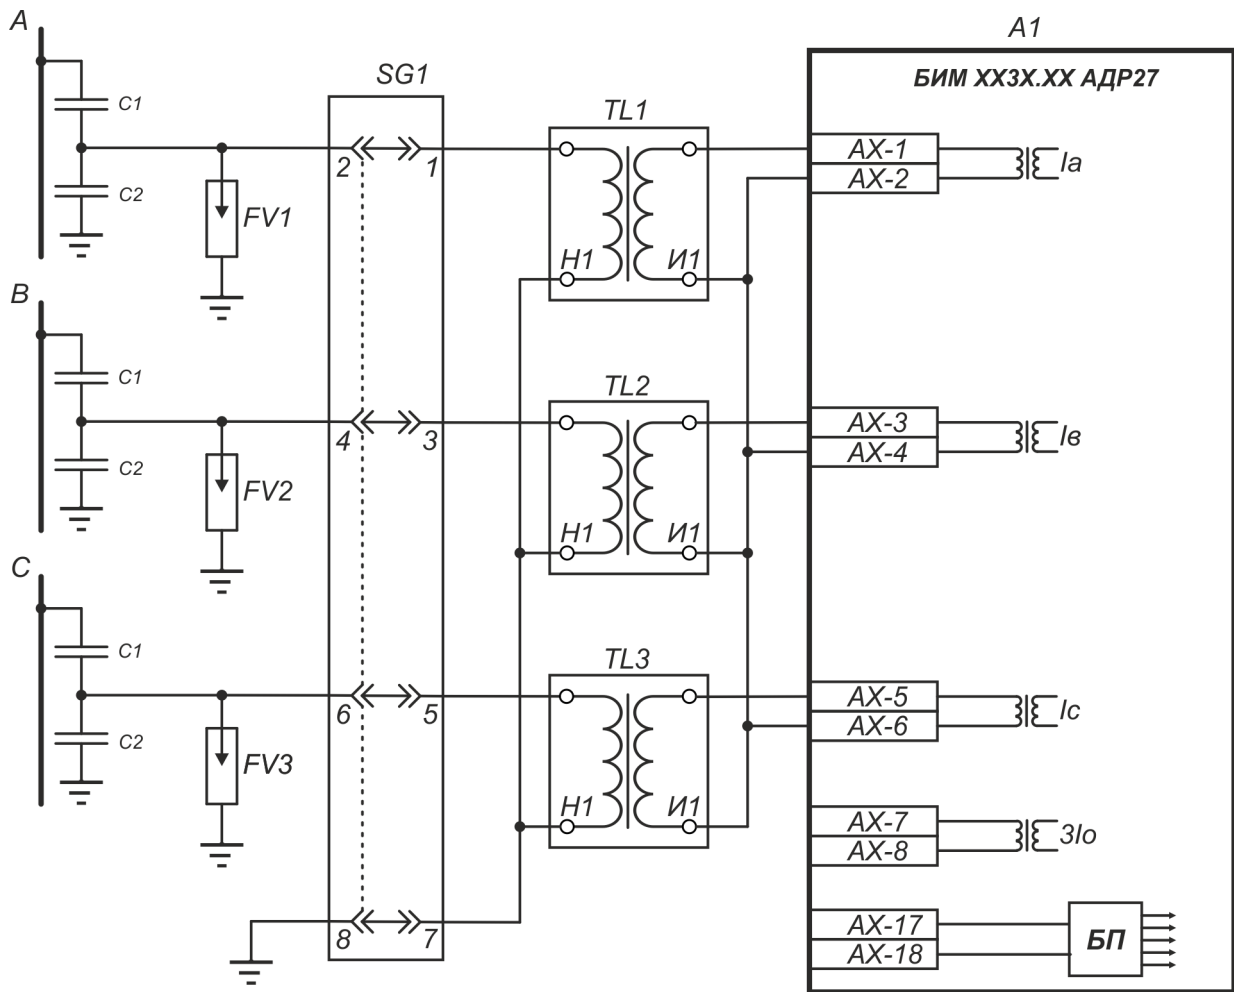 A
A1
SG1
БИМ ХХ3Х.ХХ АДР27
C1
TL1
AX-1
Ia
2
1
AX-2
C2
FV1
H1
И1
B
C1
TL2
AX-3
Iв
4
3
AX-4
C2
FV2
H1
И1
C
C1
TL3
AX-5
Ic
6
5
AX-6
C2
FV3
H1
И1
AX-7
3Io
AX-8
8
7
AX-17
БП
AX-18